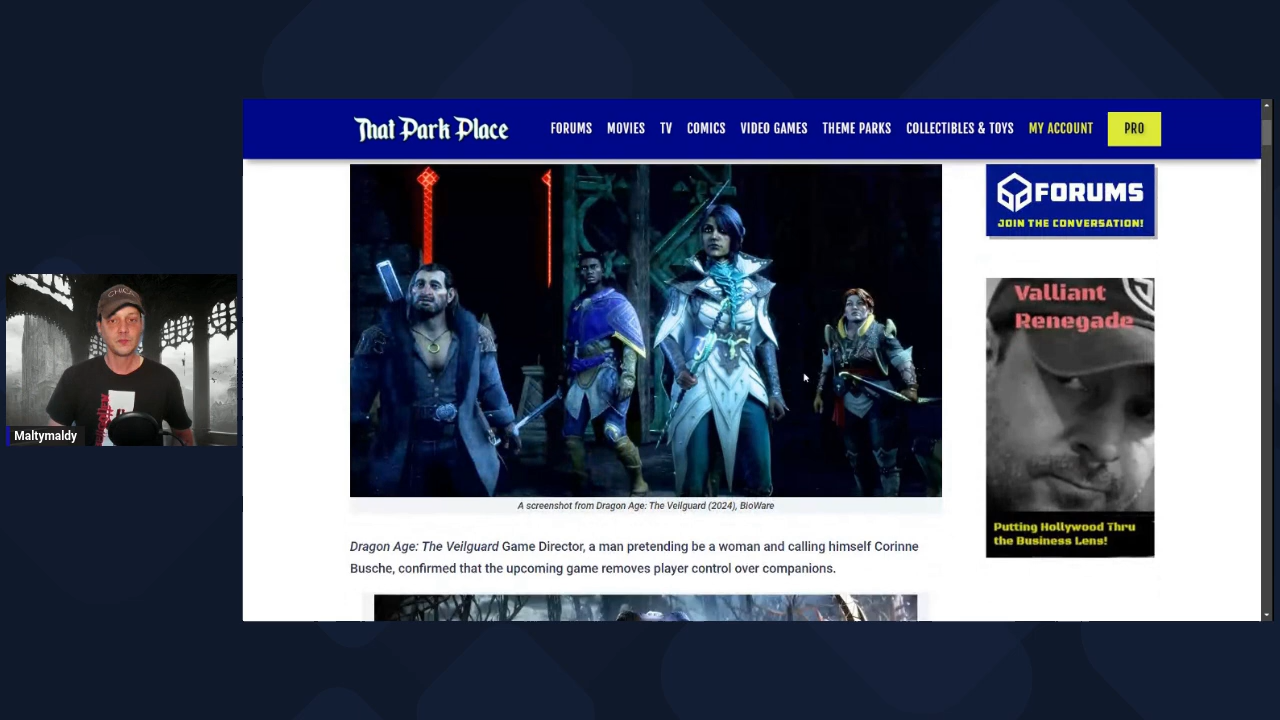 That Park Place
FORUMS MOVIES TV COMICS VIDEO GAMES THEME PARKS COLLECTIBLES & TOYS MY ACCOUNT PRO
FORUMS
JOIN THE CONVERSATION!
Valliant
Renegade
Putting Hollywood Thru
the Business Lens!
A screenshot from Dragon Age: The Veilguard (2024), BioWare
Dragon Age: The Veilguard Game Director, a man pretending be a woman and calling himself Corinne
Busche, confirmed that the upcoming game removes player control over companions.
Maltymaldy